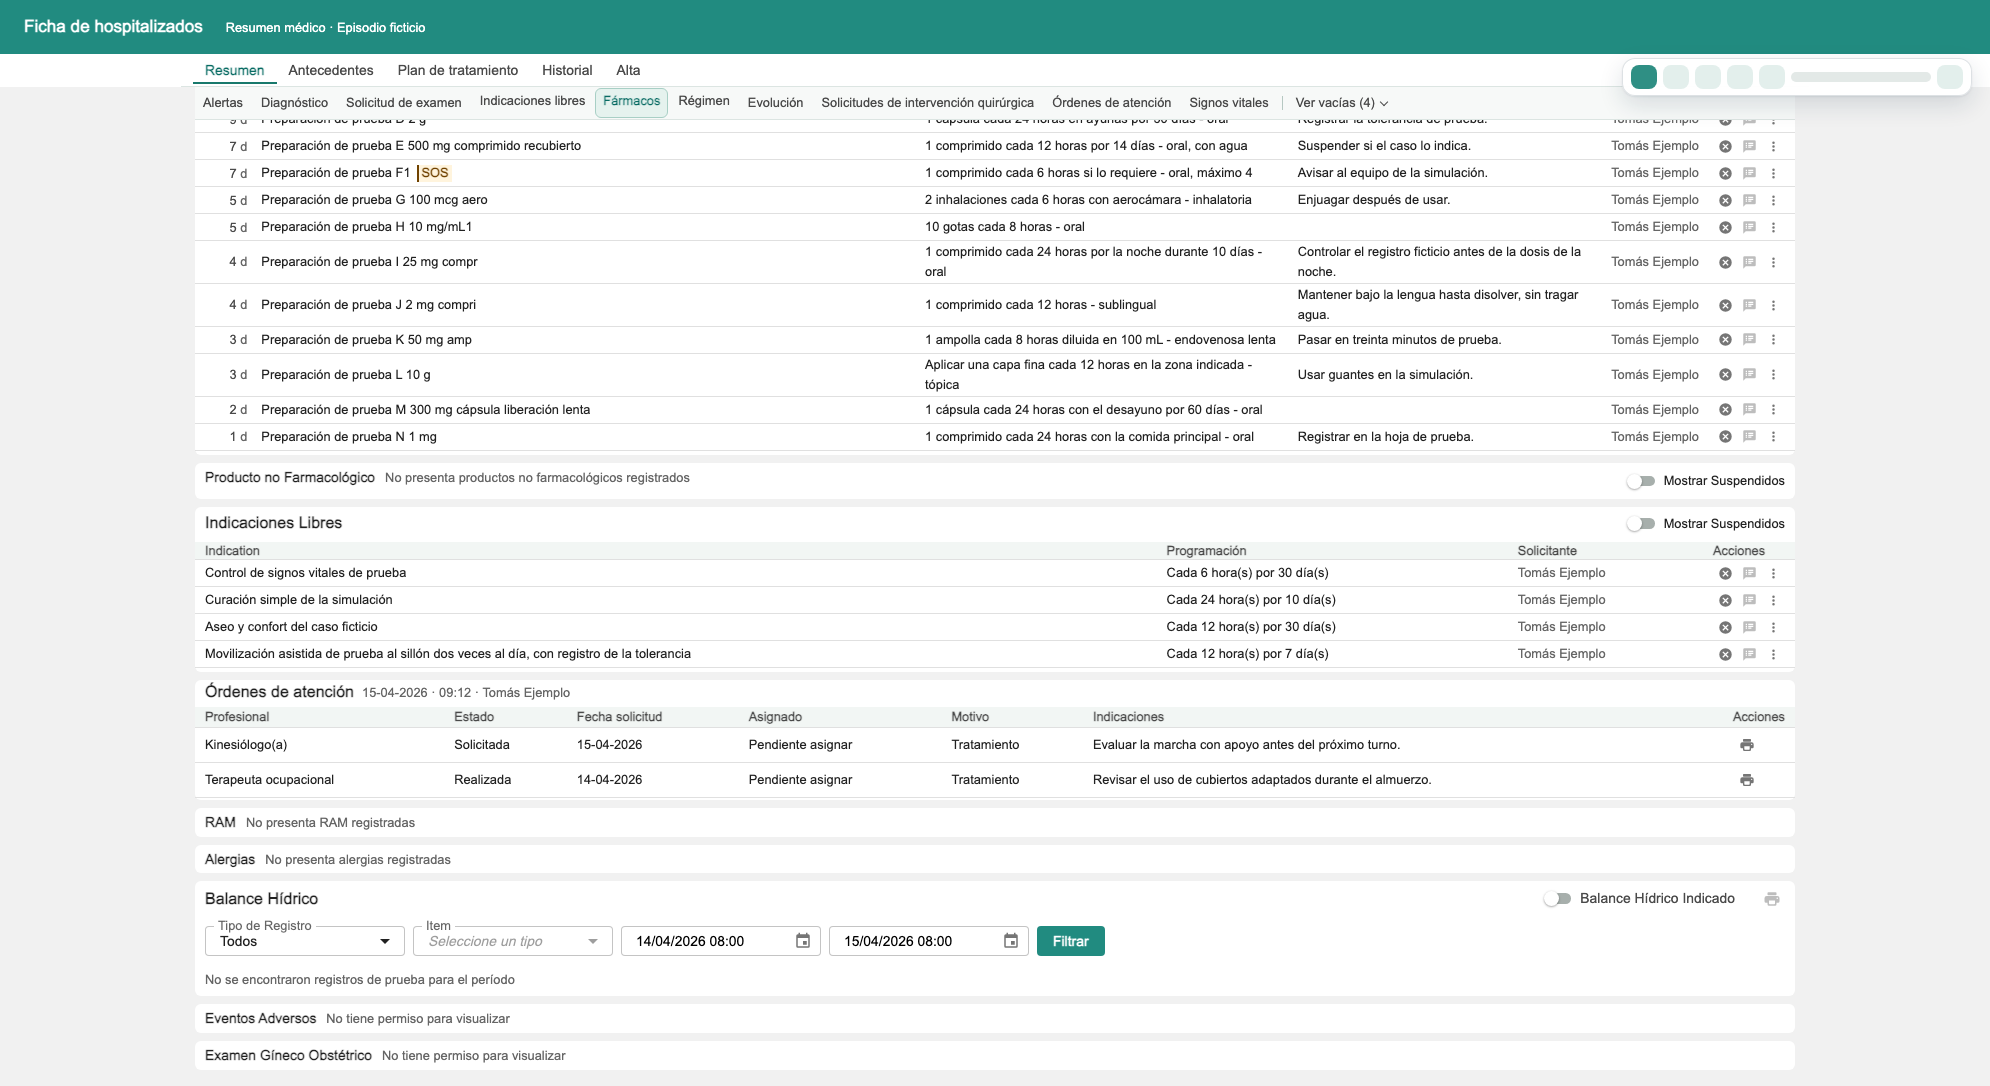 Ficha de hospitalizados Resumen médico · Episodio ficticio
Resumen Antecedentes Plan de tratamiento Historial Alta
Alertas Diagnóstico Solicitud de examen Indicaciones libres Fármacos Régimen Evolución Solicitudes de intervención quirúrgica Órdenes de atención Signos vitales Ver vacías (4)
9 d Preparación de prueba D 2 g 1 cápsula cada 24 horas en ayunas por 30 días - oral Registrar la tolerancia de prueba. Tomás Ejemplo
7 d Preparación de prueba E 500 mg comprimido recubierto 1 comprimido cada 12 horas por 14 días - oral, con agua Suspender si el caso lo indica. Tomás Ejemplo
7 d Preparación de prueba F1 SOS 1 comprimido cada 6 horas si lo requiere - oral, máximo 4 Avisar al equipo de la simulación. Tomás Ejemplo
5 d Preparación de prueba G 100 mcg aero 2 inhalaciones cada 6 horas con aerocámara - inhalatoria Enjuagar después de usar. Tomás Ejemplo
5 d Preparación de prueba H 10 mg/mL1 10 gotas cada 8 horas - oral Tomás Ejemplo
4 d Preparación de prueba I 25 mg compr 1 comprimido cada 24 horas por la noche durante 10 días - oral Controlar el registro ficticio antes de la dosis de la noche. Tomás Ejemplo
4 d Preparación de prueba J 2 mg compri 1 comprimido cada 12 horas - sublingual Mantener bajo la lengua hasta disolver, sin tragar agua. Tomás Ejemplo
3 d Preparación de prueba K 50 mg amp 1 ampolla cada 8 horas diluida en 100 mL - endovenosa lenta Pasar en treinta minutos de prueba. Tomás Ejemplo
3 d Preparación de prueba L 10 g Aplicar una capa fina cada 12 horas en la zona indicada - tópica Usar guantes en la simulación. Tomás Ejemplo
2 d Preparación de prueba M 300 mg cápsula liberación lenta 1 cápsula cada 24 horas con el desayuno por 60 días - oral Tomás Ejemplo
1 d Preparación de prueba N 1 mg 1 comprimido cada 24 horas con la comida principal - oral Registrar en la hoja de prueba. Tomás Ejemplo
Producto no Farmacológico No presenta productos no farmacológicos registrados Mostrar Suspendidos
Indicaciones Libres Mostrar Suspendidos
Indication Programación Solicitante Acciones
Control de signos vitales de prueba Cada 6 hora(s) por 30 día(s) Tomás Ejemplo
Curación simple de la simulación Cada 24 hora(s) por 10 día(s) Tomás Ejemplo
Aseo y confort del caso ficticio Cada 12 hora(s) por 30 día(s) Tomás Ejemplo
Movilización asistida de prueba al sillón dos veces al día, con registro de la tolerancia Cada 12 hora(s) por 7 día(s) Tomás Ejemplo
Órdenes de atención 15-04-2026 · 09:12 · Tomás Ejemplo
Profesional Estado Fecha solicitud Asignado Motivo Indicaciones Acciones
Kinesiólogo(a) Solicitada 15-04-2026 Pendiente asignar Tratamiento Evaluar la marcha con apoyo antes del próximo turno.
Terapeuta ocupacional Realizada 14-04-2026 Pendiente asignar Tratamiento Revisar el uso de cubiertos adaptados durante el almuerzo.
RAM No presenta RAM registradas
Alergias No presenta alergias registradas
Balance Hídrico Balance Hídrico Indicado
Tipo de Registro Item
Todos Seleccione un tipo 14/04/2026 08:00 15/04/2026 08:00 Filtrar
No se encontraron registros de prueba para el período
Eventos Adversos No tiene permiso para visualizar
Examen Gíneco Obstétrico No tiene permiso para visualizar